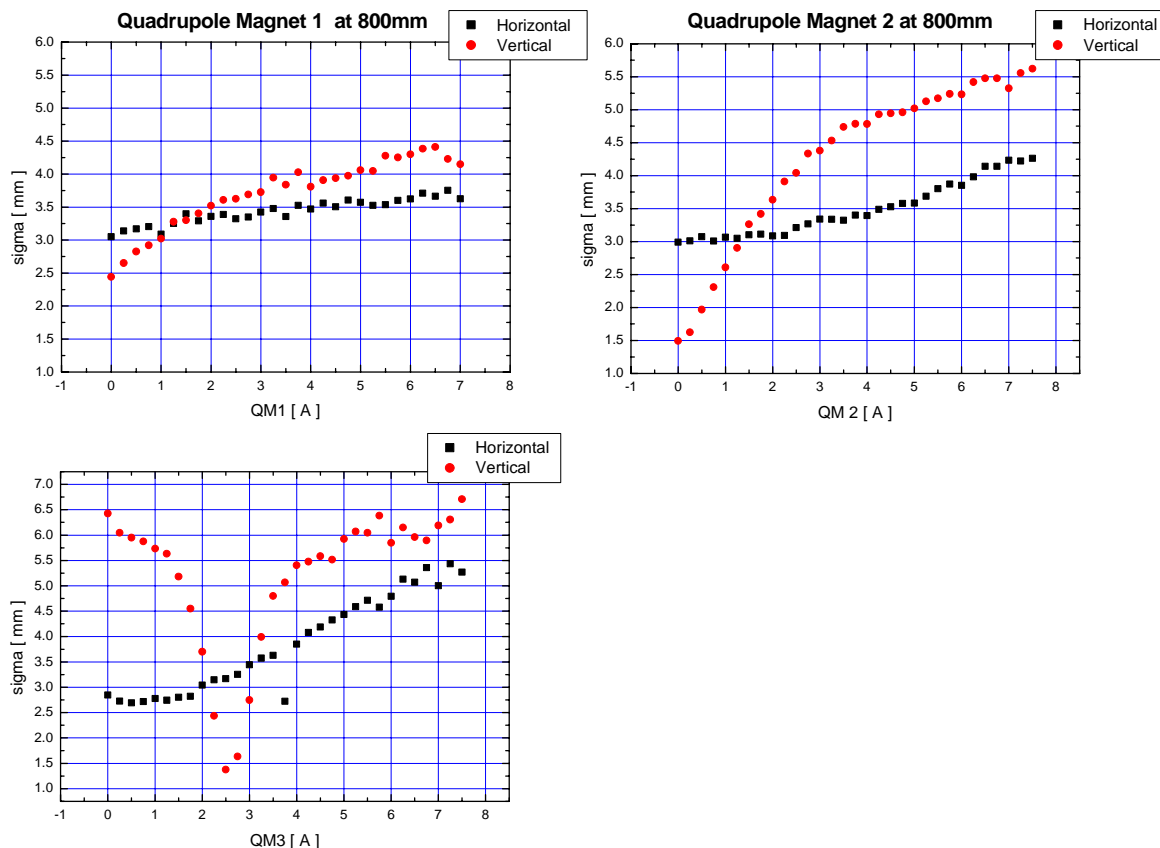 Quadrupole Magnet 1 at 800mm
Horizontal
Vertical
6.0
5.5
5.0
4.5
4.0
3.5
3.0
2.5
2.0
1.5
1.0
sigma [ mm ]
-1 0 1 2 3 4 5 6 7 8
QM1 [ A ]
Quadrupole Magnet 2 at 800mm
Horizontal
Vertical
6.0
5.5
5.0
4.5
4.0
3.5
3.0
2.5
2.0
1.5
1.0
sigma [ mm ]
-1 0 1 2 3 4 5 6 7 8
QM 2 [ A ]
Horizontal
Vertical
7.0
6.5
6.0
5.5
5.0
4.5
4.0
3.5
3.0
2.5
2.0
1.5
1.0
sigma [ mm ]
-1 0 1 2 3 4 5 6 7 8
QM3 [ A ]